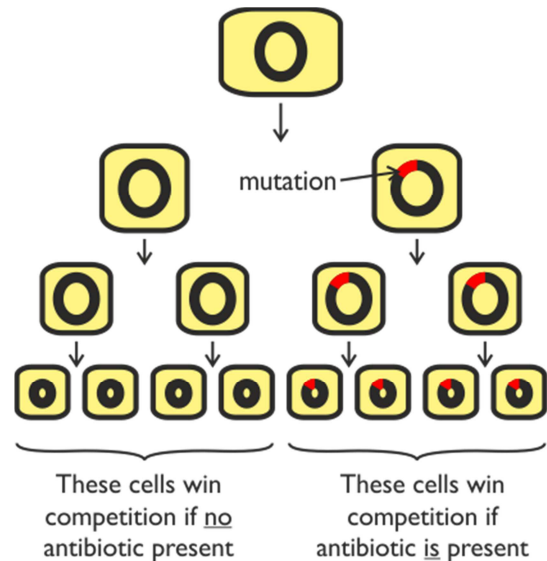 mutation
These cells win
competition if no
antibiotic present
These cells win
competition if
antibiotic is present